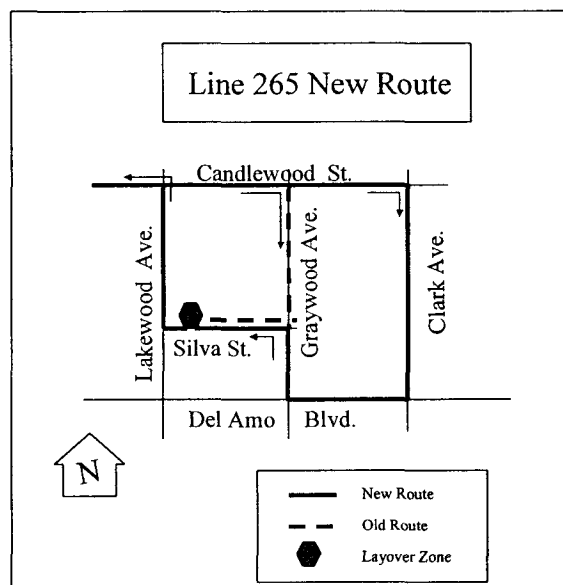 Line 265 New Route
Candlewood St.
Lakewood Ave.
Graywood Ave.
Clark Ave.
Silva St.
Del Amo Blvd.
N
New Route
Old Route
Layover Zone